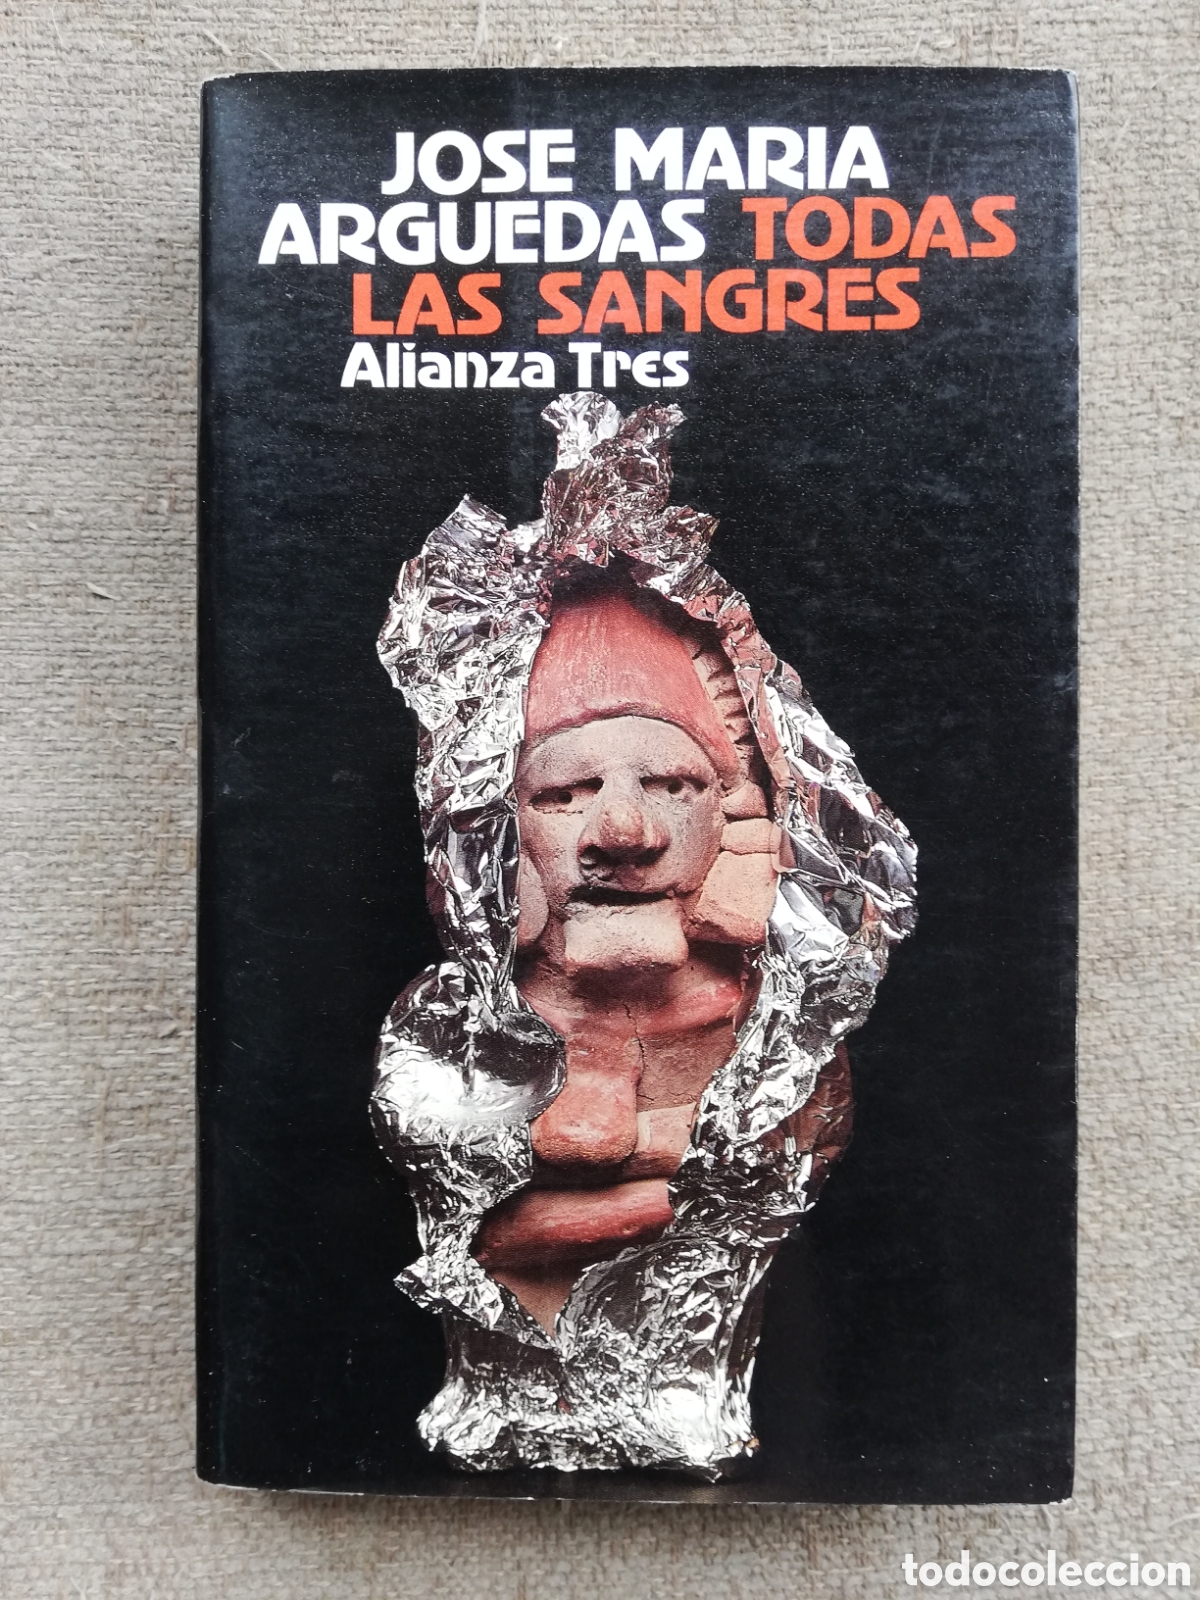 JOSE MARIA
ARGUEDAS TODAS
LAS SANGRES
Alianza Tres
todocoleccion